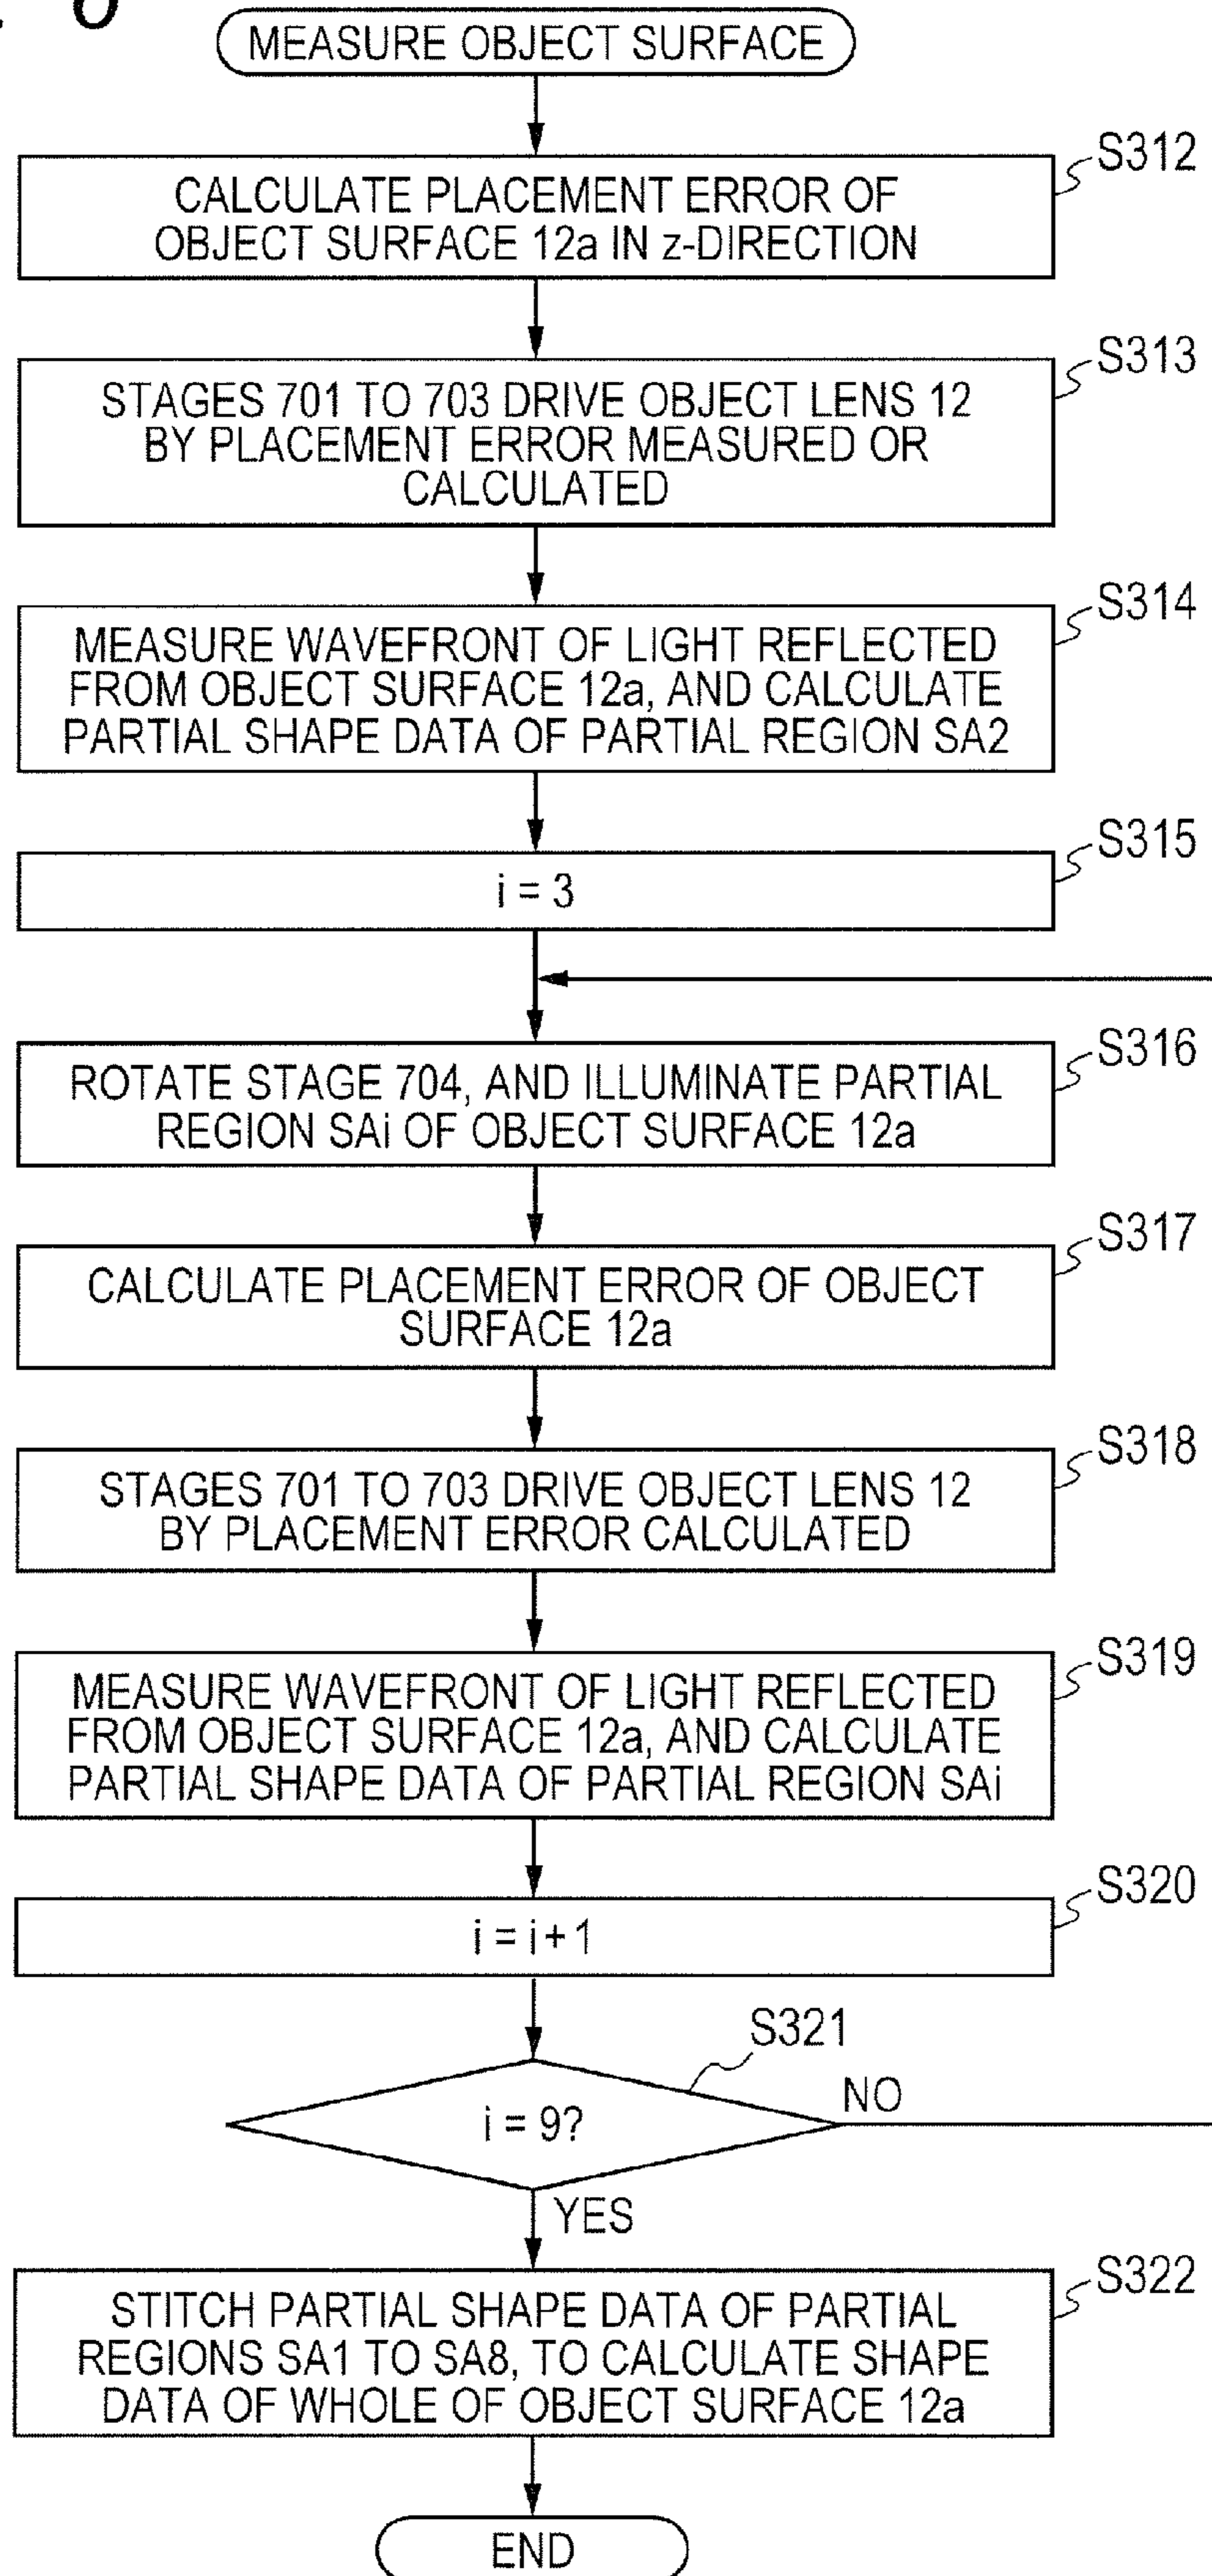 6
MEASURE OBJECT SURFACE
S312
CALCULATE PLACEMENT ERROR OF
OBJECT SURFACE 12a IN z-DIRECTION
S313
STAGES 701 TO 703 DRIVE OBJECT LENS 12
BY PLACEMENT ERROR MEASURED OR
CALCULATED
S314
MEASURE WAVEFRONT OF LIGHT REFLECTED
FROM OBJECT SURFACE 12a, AND CALCULATE
PARTIAL SHAPE DATA OF PARTIAL REGION SA2
S315
i = 3
S316
ROTATE STAGE 704, AND ILLUMINATE PARTIAL
REGION SAi OF OBJECT SURFACE 12a
S317
CALCULATE PLACEMENT ERROR OF OBJECT
SURFACE 12a
S318
STAGES 701 TO 703 DRIVE OBJECT LENS 12
BY PLACEMENT ERROR CALCULATED
S319
MEASURE WAVEFRONT OF LIGHT REFLECTED
FROM OBJECT SURFACE 12a, AND CALCULATE
PARTIAL SHAPE DATA OF PARTIAL REGION SAi
S320
i = i + 1
S321
i = 9?
NO
YES
S322
STITCH PARTIAL SHAPE DATA OF PARTIAL
REGIONS SA1 TO SA8, TO CALCULATE SHAPE
DATA OF WHOLE OF OBJECT SURFACE 12a
END